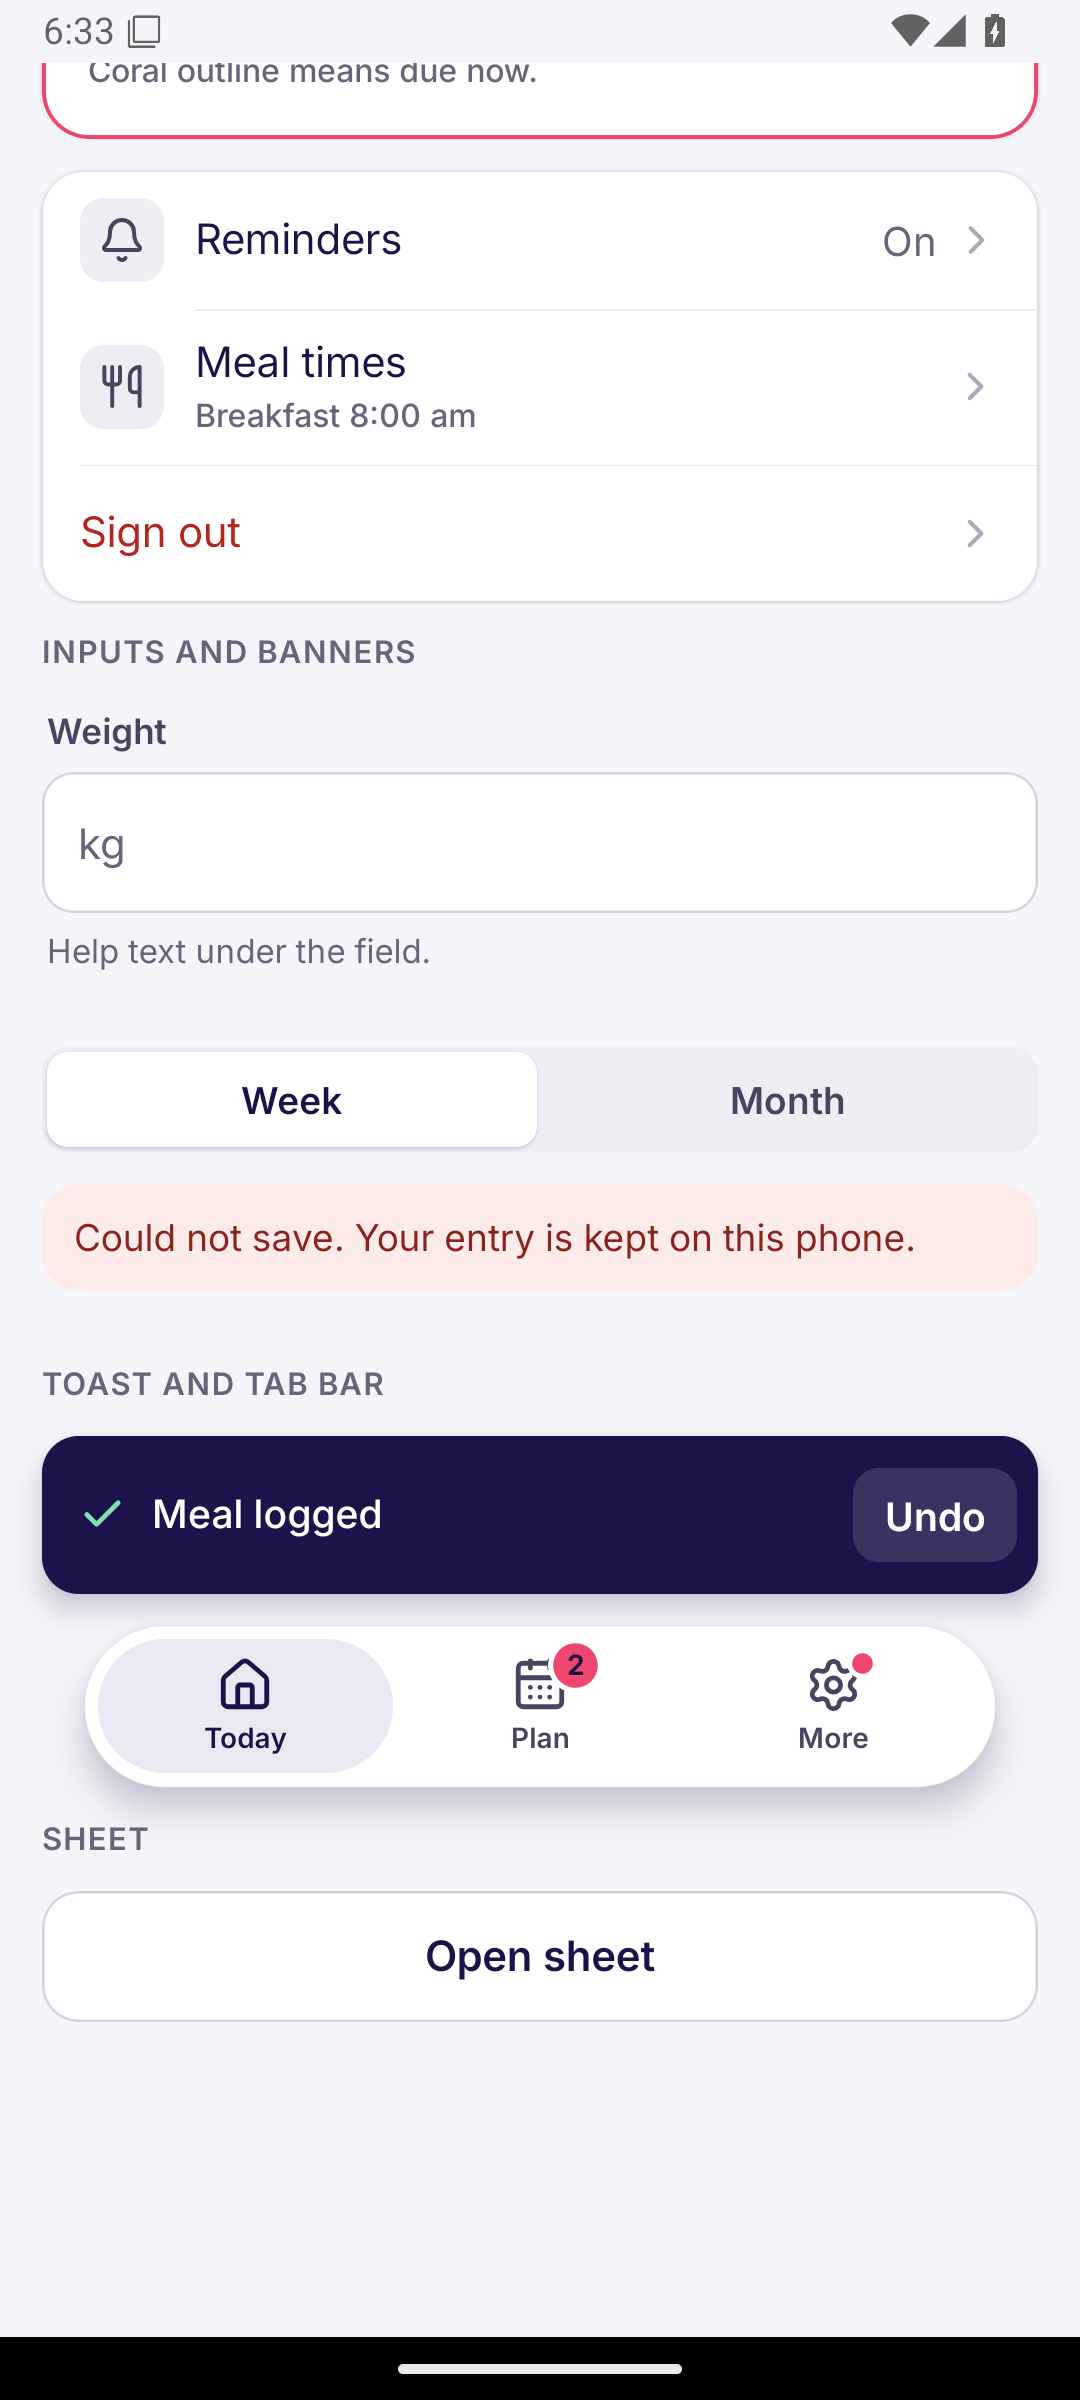 6:33
Coral outline means due now.
Reminders
On
Meal times
Breakfast 8:00 am
Sign out
INPUTS AND BANNERS
Weight
kg
Help text under the field.
Week
Month
Could not save. Your entry is kept on this phone.
TOAST AND TAB BAR
Meal logged
Undo
2
Today
Plan
More
SHEET
Open sheet